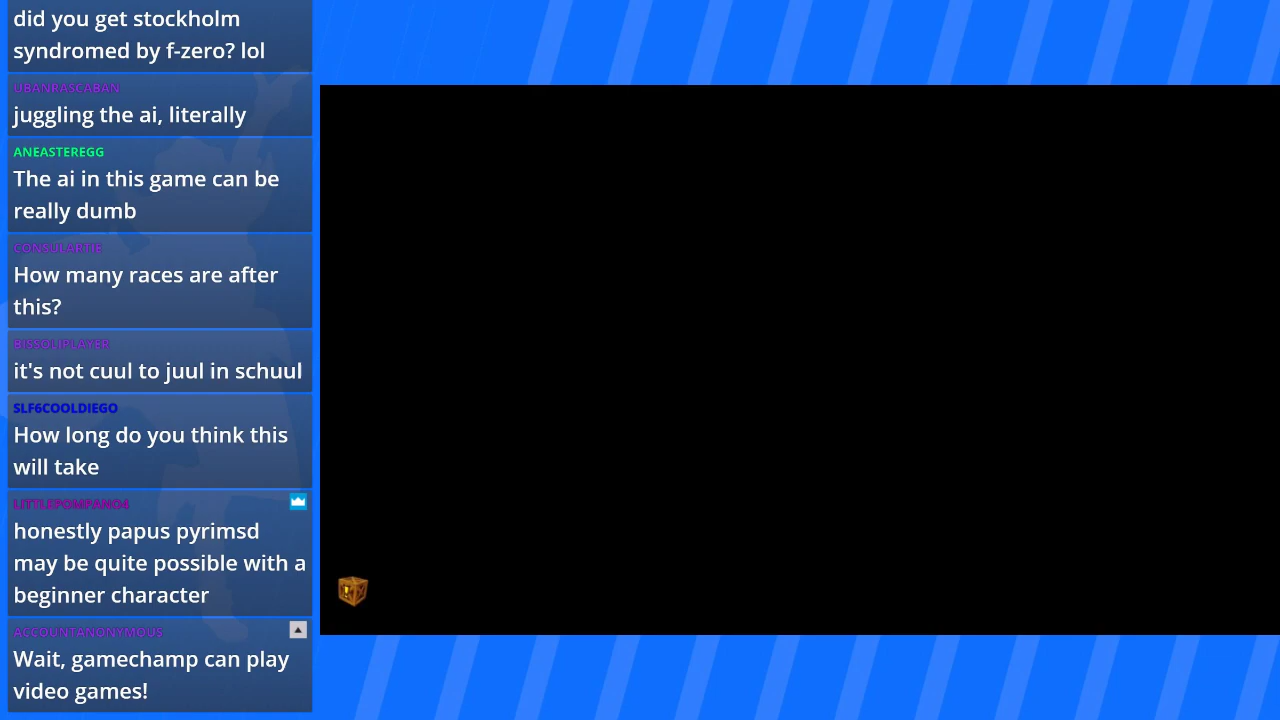 did you get stockholm
syndromed by f-zero? lol
UBANRASCABAN
juggling the ai, literally
ANEASTEREGG
The ai in this game can be
really dumb
CONSULARTIE
How many races are after
this?
BISSOLIPLAYER
it's not cuul to juul in schuul
SLF6COOLDIEGO
How long do you think this
will take
LITTLEPOMPANO4
honestly papus pyrimsd
may be quite possible with a
beginner character
ACCOUNTANONYMOUS
Wait, gamechamp can play
video games!